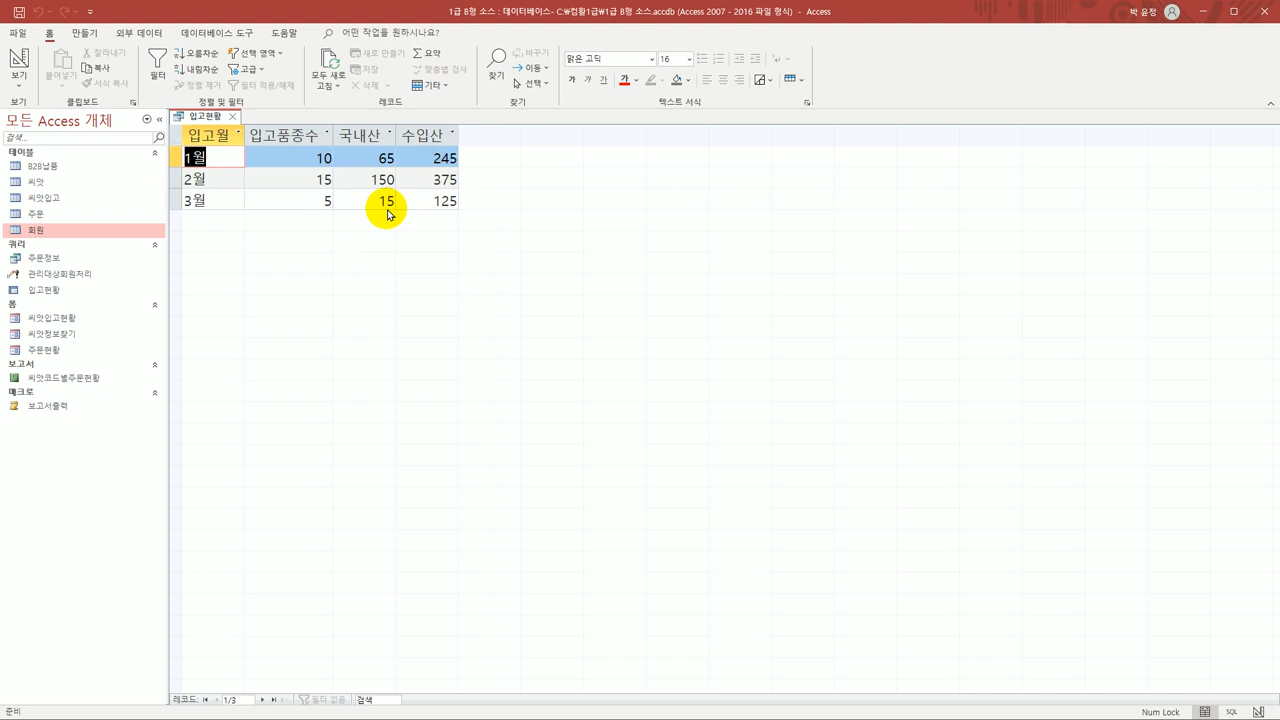 1급 B형 소스 : 데이터베이스- C:₩컴활1급₩1급 B형 소스.accdb (Access 2007 - 2016 파일 형식) - Access
박 윤정
파일 홈 만들기 외부 데이터 데이터베이스 도구 도움말 어떤 작업을 원하시나요?
보기
붙여넣기
잘라내기
복사
서식 복사
필터
오름차순
내림차순
정렬 제거
선택 영역
고급
필터 적용/해제
모두 새로 고침
새로 만들기
저장
삭제
요약
맞춤법 검사
기타
찾기
바꾸기
이동
선택
맑은 고딕 16
가 가 가 가
보기 클립보드 정렬 및 필터 레코드 찾기 텍스트 서식
모든 Access 개체
검색...
테이블
B2B납품
씨앗
씨앗입고
주문
회원
쿼리
주문정보
관리대상회원처리
입고현황
폼
씨앗입고현황
씨앗정보찾기
주문현황
보고서
씨앗코드별주문현황
매크로
보고서출력
입고현황
입고월 입고품종수 국내산 수입산
1월 10 65 245
2월 15 150 375
3월 5 15 125
레코드: 1/3 필터 없음 검색
준비 Num Lock SQL